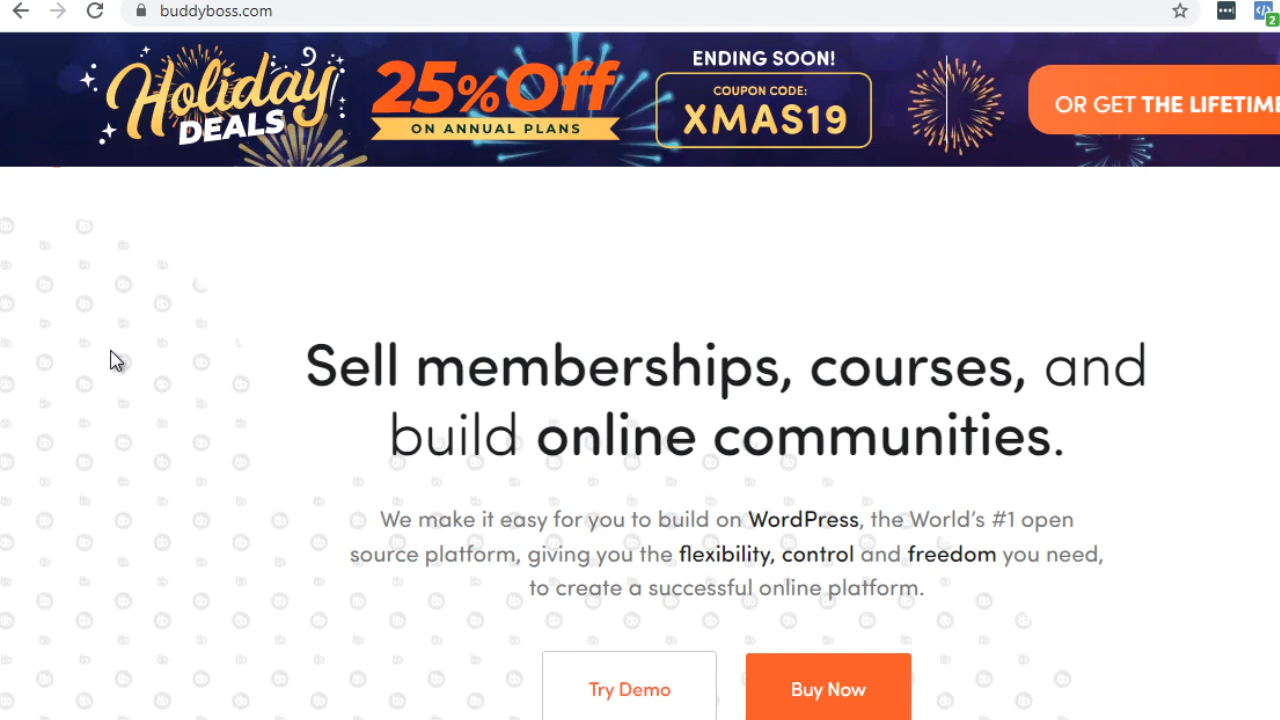 buddyboss.com
2
Holiday
DEALS
25% Off
ON ANNUAL PLANS
ENDING SOON!
COUPON CODE:
XMAS19
OR GET THE LIFETIM
Sell memberships, courses, and
build online communities.
We make it easy for you to build on WordPress, the World's #1 open
source platform, giving you the flexibility, control and freedom you need,
to create a successful online platform.
Try Demo
Buy Now